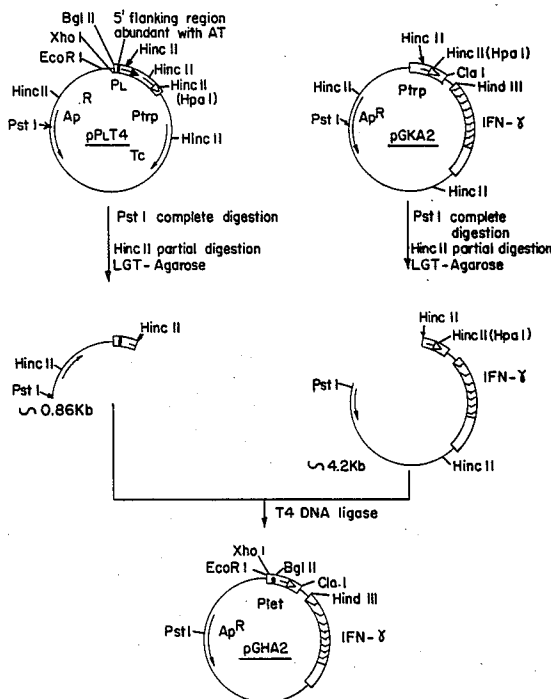 Bgl II
5' flanking region
abundant with AT
Xho I
Hinc II
EcoR I
Hinc II
PL
Hinc II
(Hpa I)
Hinc II
Ap R
Ptrp
Pst I
pPLT4
Hinc II
Tc
Hinc II
Hinc II (Hpa I)
Cla I
Hind III
Ptrp
Hinc II
ApR
Pst I
pGKA2
IFN-γ
Hinc II
Pst I complete digestion
Hinc II partial digestion
LGT-Agarose
Pst I complete
digestion
Hinc II partial digestion
LGT-Agarose
Hinc II
Hinc II
Pst I
∽ 0.86Kb
Hinc II
Hinc II (Hpa I)
IFN-γ
Pst I
∽ 4.2Kb
Hinc II
T4 DNA ligase
Xho I
EcoR I
Bgl II
Cla I
Plet
Hind III
Pst I
ApR
IFN-γ
pGHA2